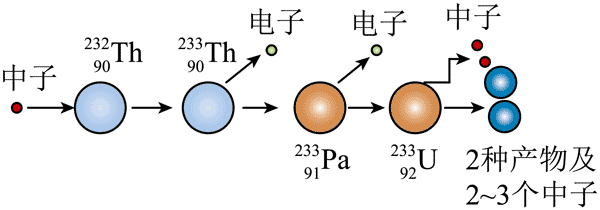 中子
²³²₉₀Th
²³³₉₀Th
电子
电子
中子
²³³₉₁Pa
²³³₉₂U
2种产物及
2~3个中子